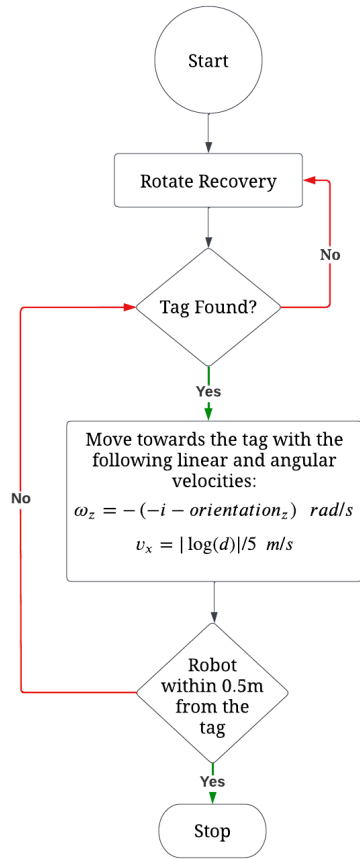 Start
Rotate Recovery
No
Tag Found?
Yes
Move towards the tag with the
following linear and angular
velocities:
ω_z = − (−i − orientation_z) rad/s
v_x = | log(d)|/5 m/s
No
Robot
within 0.5m
from the
tag
Yes
Stop